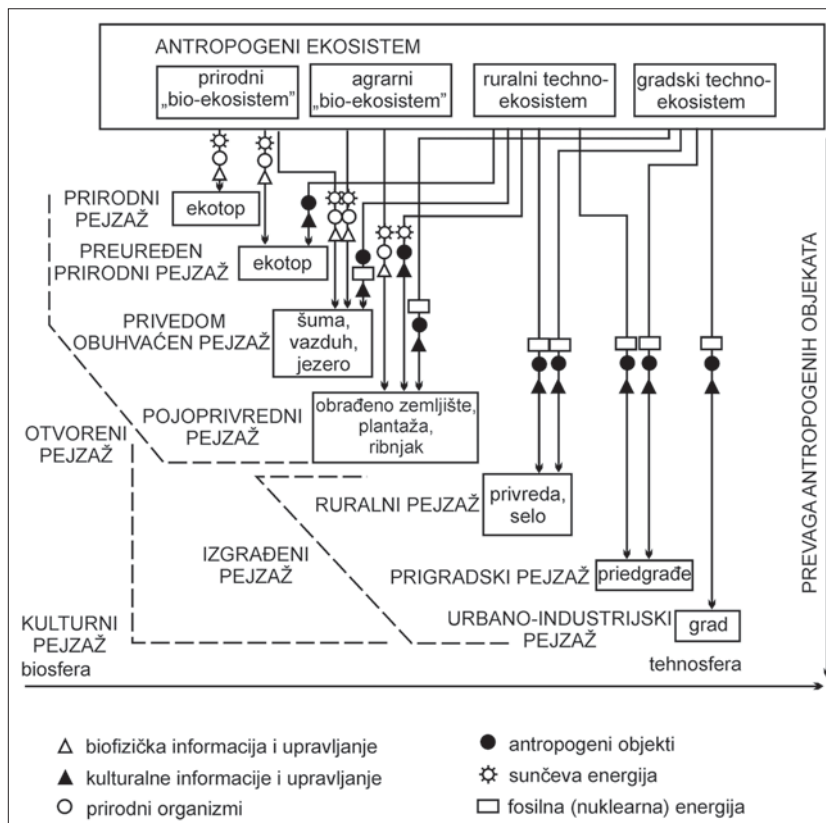 ANTROPOGENI EKOSISTEM
prirodni
„bio-ekosistem”
agrarni
„bio-ekosistem”
ruralni techno-
ekosistem
gradski techno-
ekosistem
PRIRODNI
PEJZAŽ
ekotop
PREUREĐEN
PRIRODNI PEJZAŽ
ekotop
PRIVEDOM
OBUHVAĆEN PEJZAŽ
šuma,
vazduh,
jezero
POJOPRIVREDNI
PEJZAŽ
obrađeno zemljište,
plantaža,
ribnjak
OTVORENI
PEJZAŽ
RURALNI PEJZAŽ
privreda,
selo
IZGRAĐENI
PEJZAŽ
PRIGRADSKI PEJZAŽ
priedgrađe
KULTURNI
PEJZAŽ
URBANO-INDUSTRIJSKI
PEJZAŽ
grad
biosfera
tehnosfera
PREVAGA ANTROPOGENIH OBJEKATA
biofizička informacija i upravljanje
kulturalne informacije i upravljanje
prirodni organizmi
antropogeni objekti
sunčeva energija
fosilna (nuklearna) energija